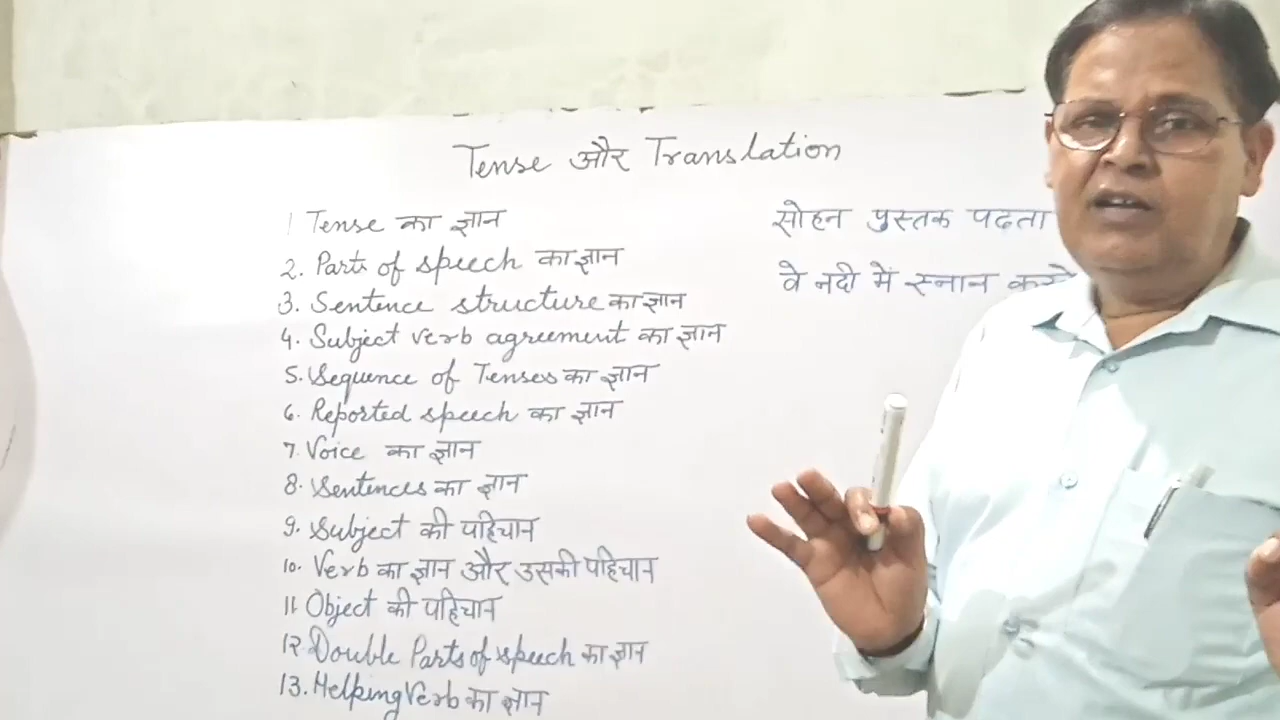 Tense और Translation
1 Tense का ज्ञान
2. Parts of speech का ज्ञान
3. Sentence structure का ज्ञान
4. Subject verb agreement का ज्ञान
5. Sequence of Tenses का ज्ञान
6. Reported speech का ज्ञान
7. Voice का ज्ञान
8. Sentences का ज्ञान
9. Subject की पहिचान
10. Verb का ज्ञान और उसकी पहिचान
11 Object की पहिचान
12. Double Parts of speech का ज्ञान
13. Helping Verb का ज्ञान
सोहन पुस्तक पढता
वे नदी में स्नान करते